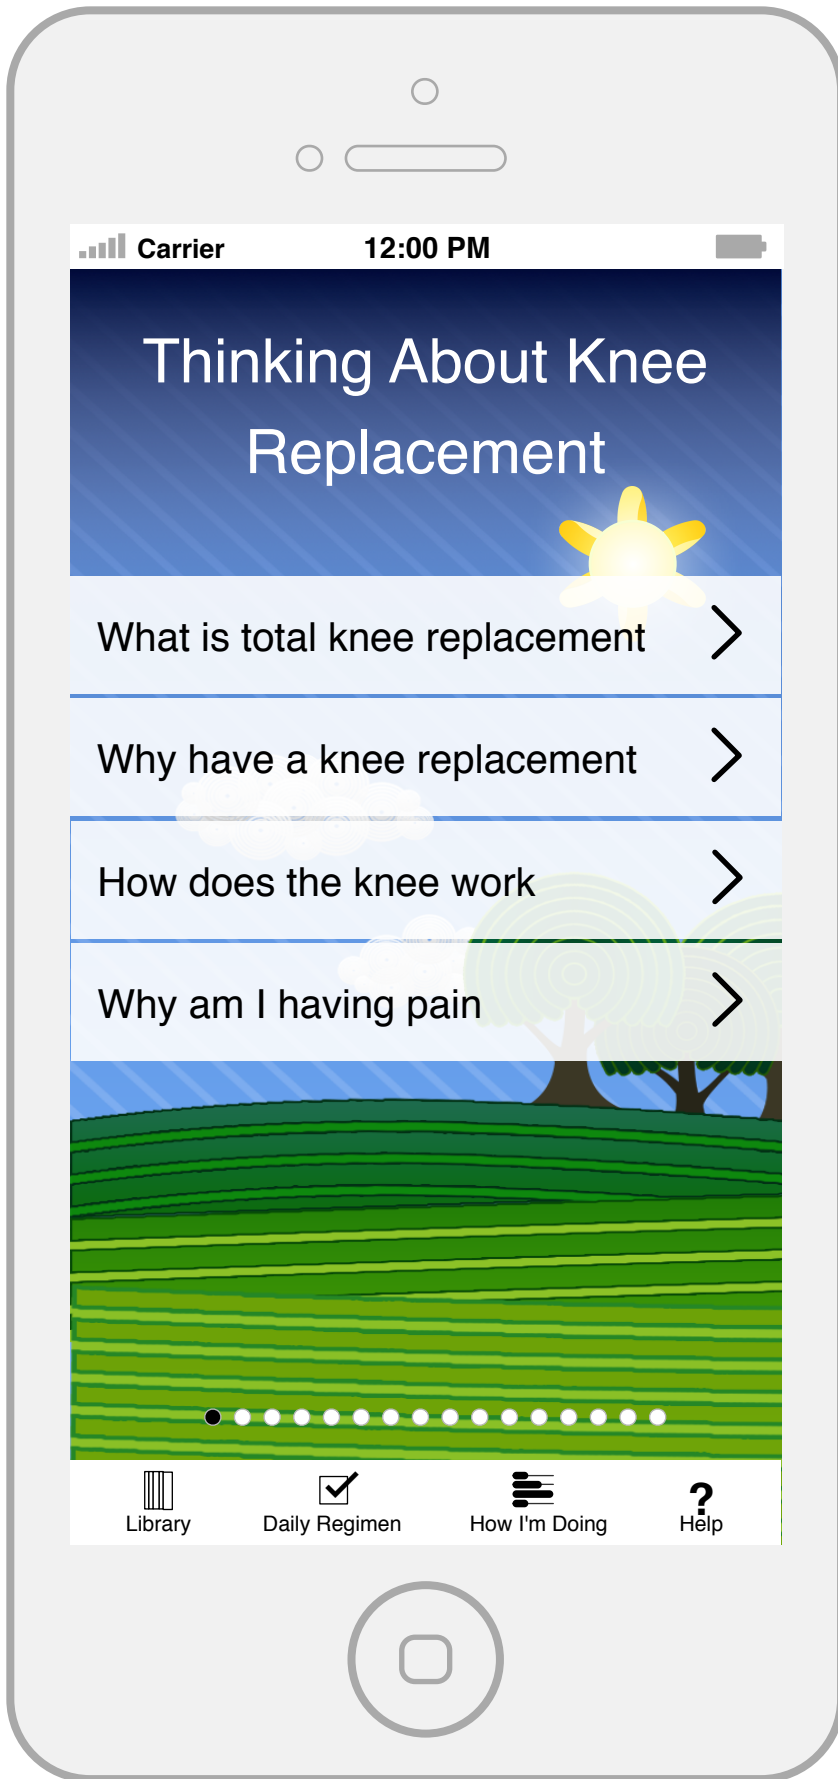 Carrier 12:00 PM
Thinking About Knee
Replacement
What is total knee replacement
Why have a knee replacement
How does the knee work
Why am I having pain
?
Library Daily Regimen How I'm Doing Help